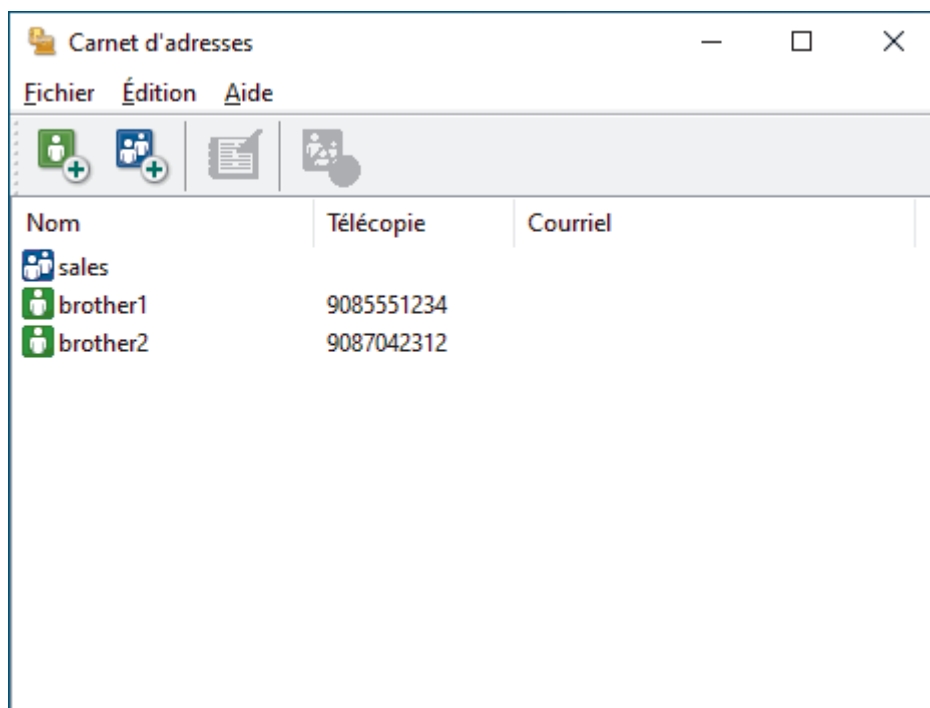 Carnet d'adresses
Fichier Édition Aide
Nom Télécopie Courriel
sales
brother1 9085551234
brother2 9087042312